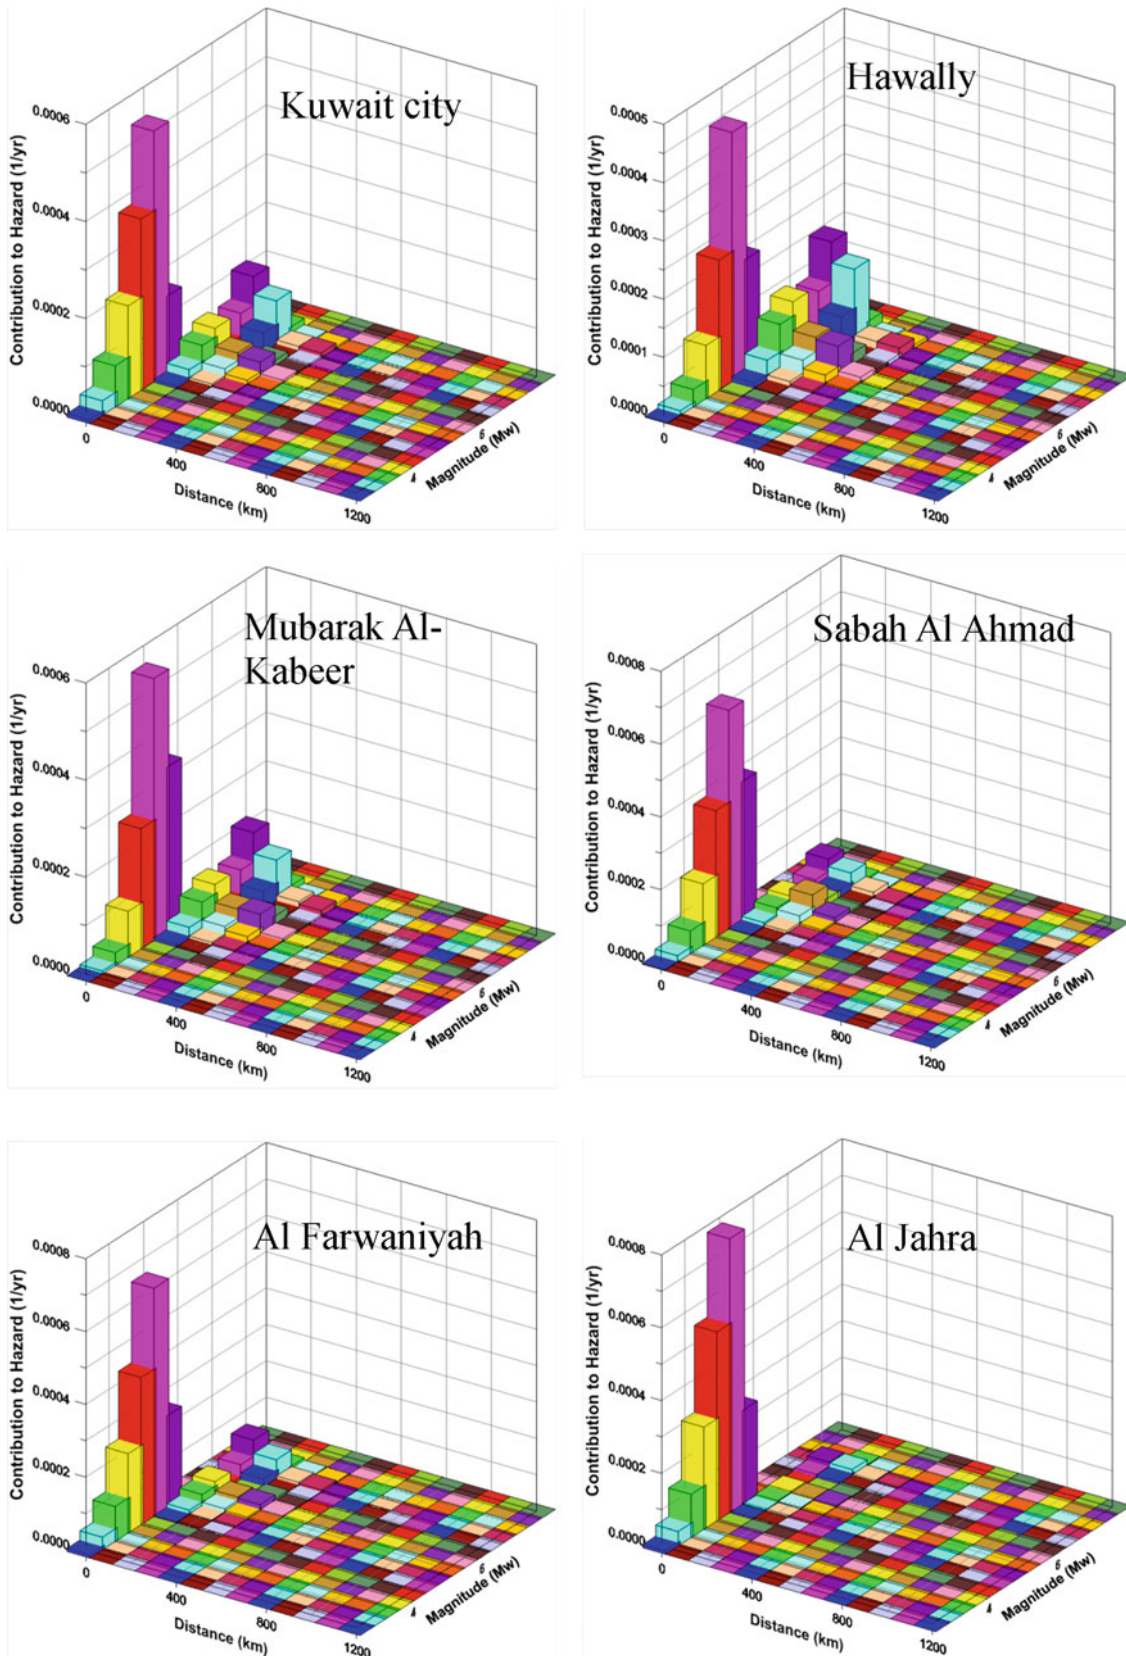 Kuwait city
Contribution to Hazard (1/yr)
0.0006
0.0004
0.0002
0.0000
0
400
800
1200
Distance (km)
4
6
Magnitude (Mw)
Hawally
Contribution to Hazard (1/yr)
0.0005
0.0004
0.0003
0.0002
0.0001
0.0000
0
400
800
1200
Distance (km)
4
6
Magnitude (Mw)
Mubarak Al-
Kabeer
Contribution to Hazard (1/yr)
0.0006
0.0004
0.0002
0.0000
0
400
800
1200
Distance (km)
4
6
Magnitude (Mw)
Sabah Al Ahmad
Contribution to Hazard (1/yr)
0.0008
0.0006
0.0004
0.0002
0.0000
0
400
800
1200
Distance (km)
4
6
Magnitude (Mw)
Al Farwaniyah
Contribution to Hazard (1/yr)
0.0008
0.0006
0.0004
0.0002
0.0000
0
400
800
1200
Distance (km)
4
6
Magnitude (Mw)
Al Jahra
Contribution to Hazard (1/yr)
0.0008
0.0006
0.0004
0.0002
0.0000
0
400
800
1200
Distance (km)
4
6
Magnitude (Mw)